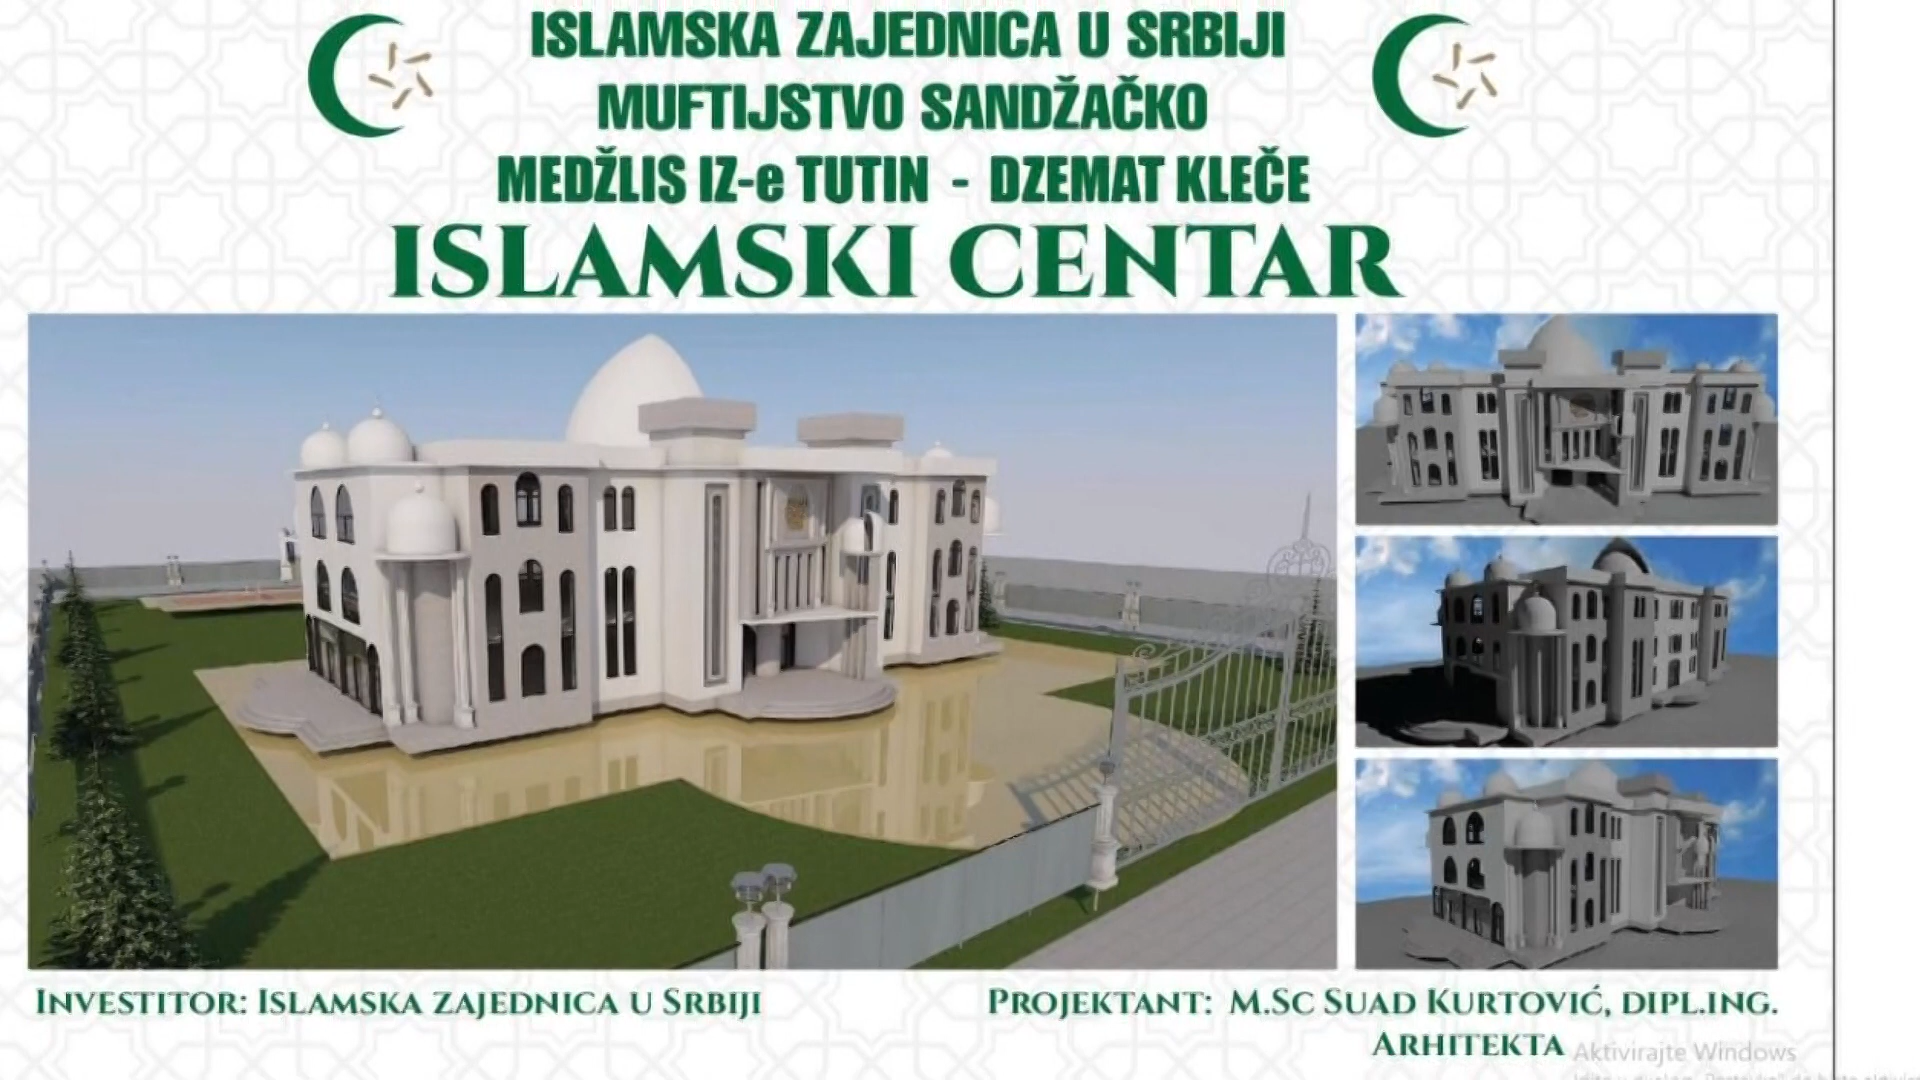 ISLAMSKA ZAJEDNICA U SRBIJI
MUFTIJSTVO SANDŽAČKO
MEDŽLIS IZ-e TUTIN - DZEMAT KLEČE
ISLAMSKI CENTAR
INVESTITOR: ISLAMSKA ZAJEDNICA U SRBIJI
PROJEKTANT: M.SC SUAD KURTOVIĆ, DIPL.ING.
ARHITEKTA
Aktivirajte Windows